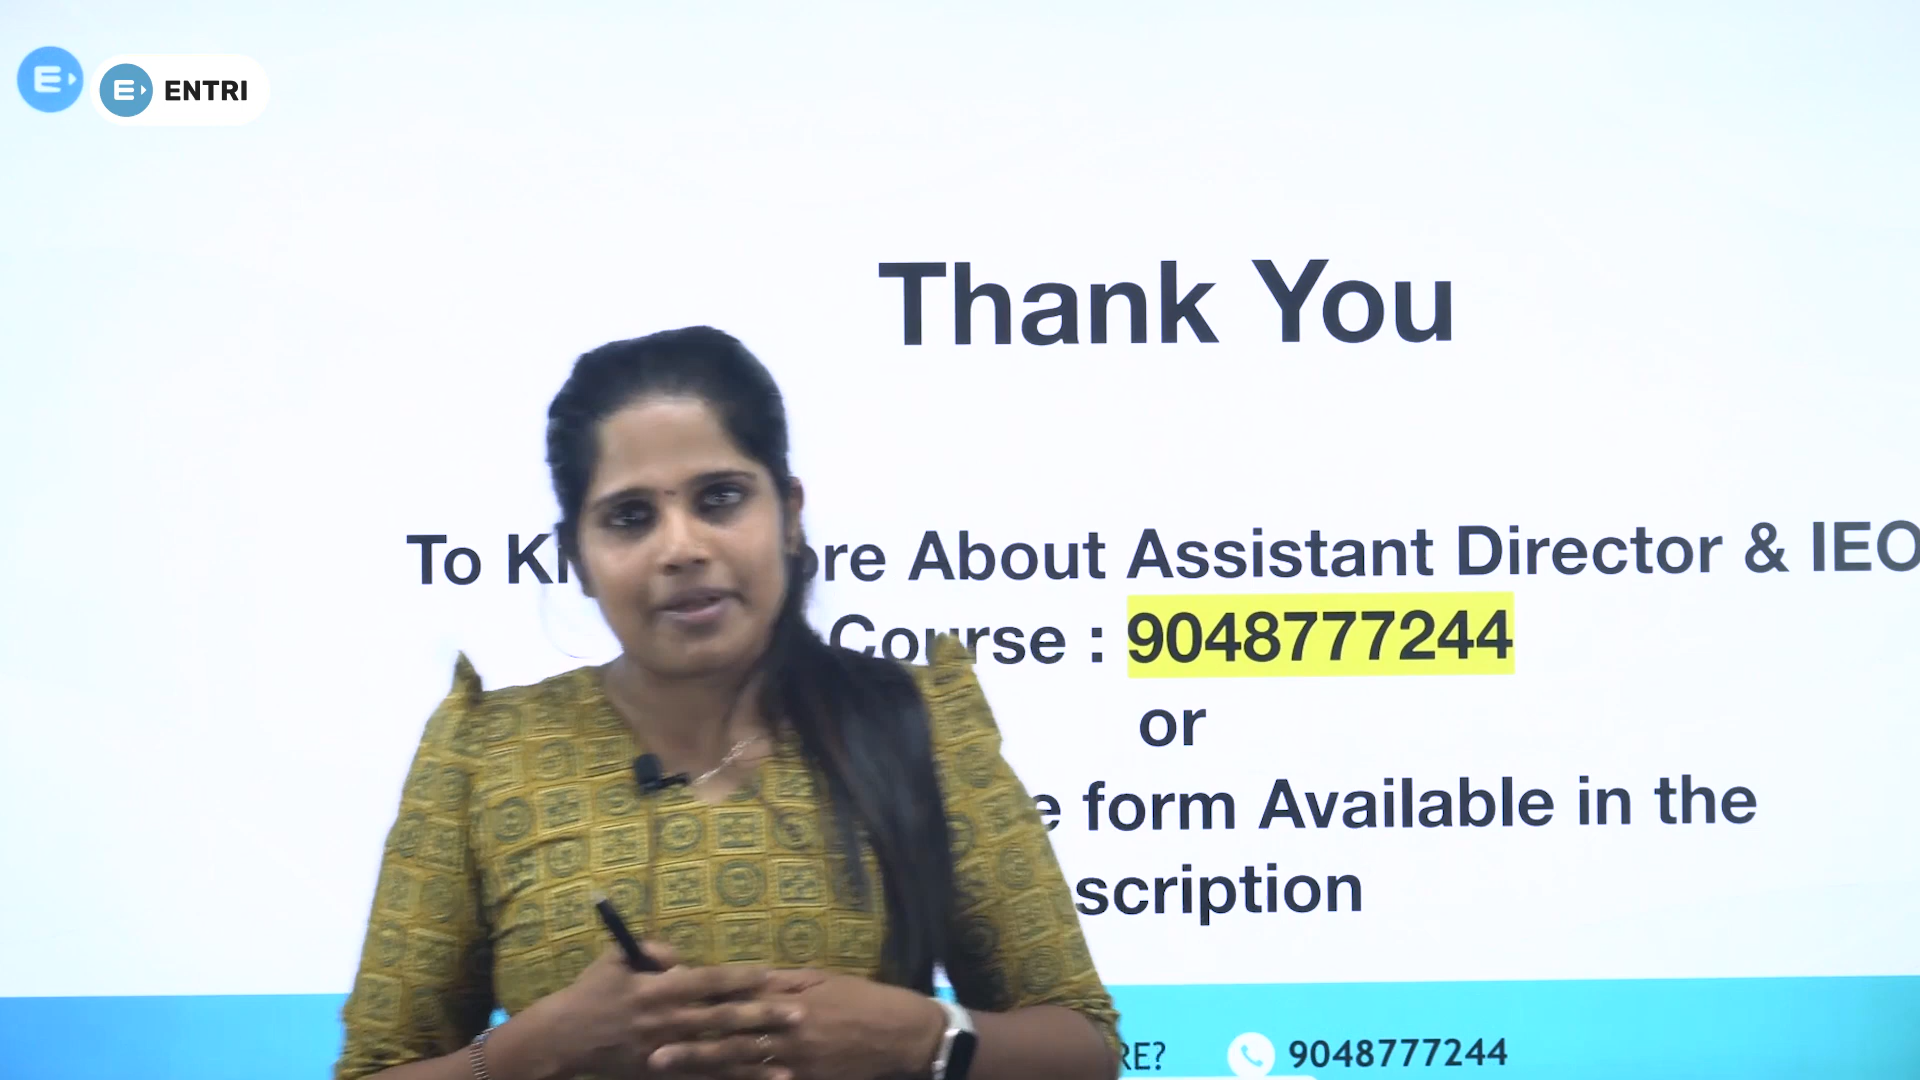 ENTRI
Thank You
To ore About Assistant Director & IEO
Course : 9048777244
or
form Available in the
scription
RE? 9048777244